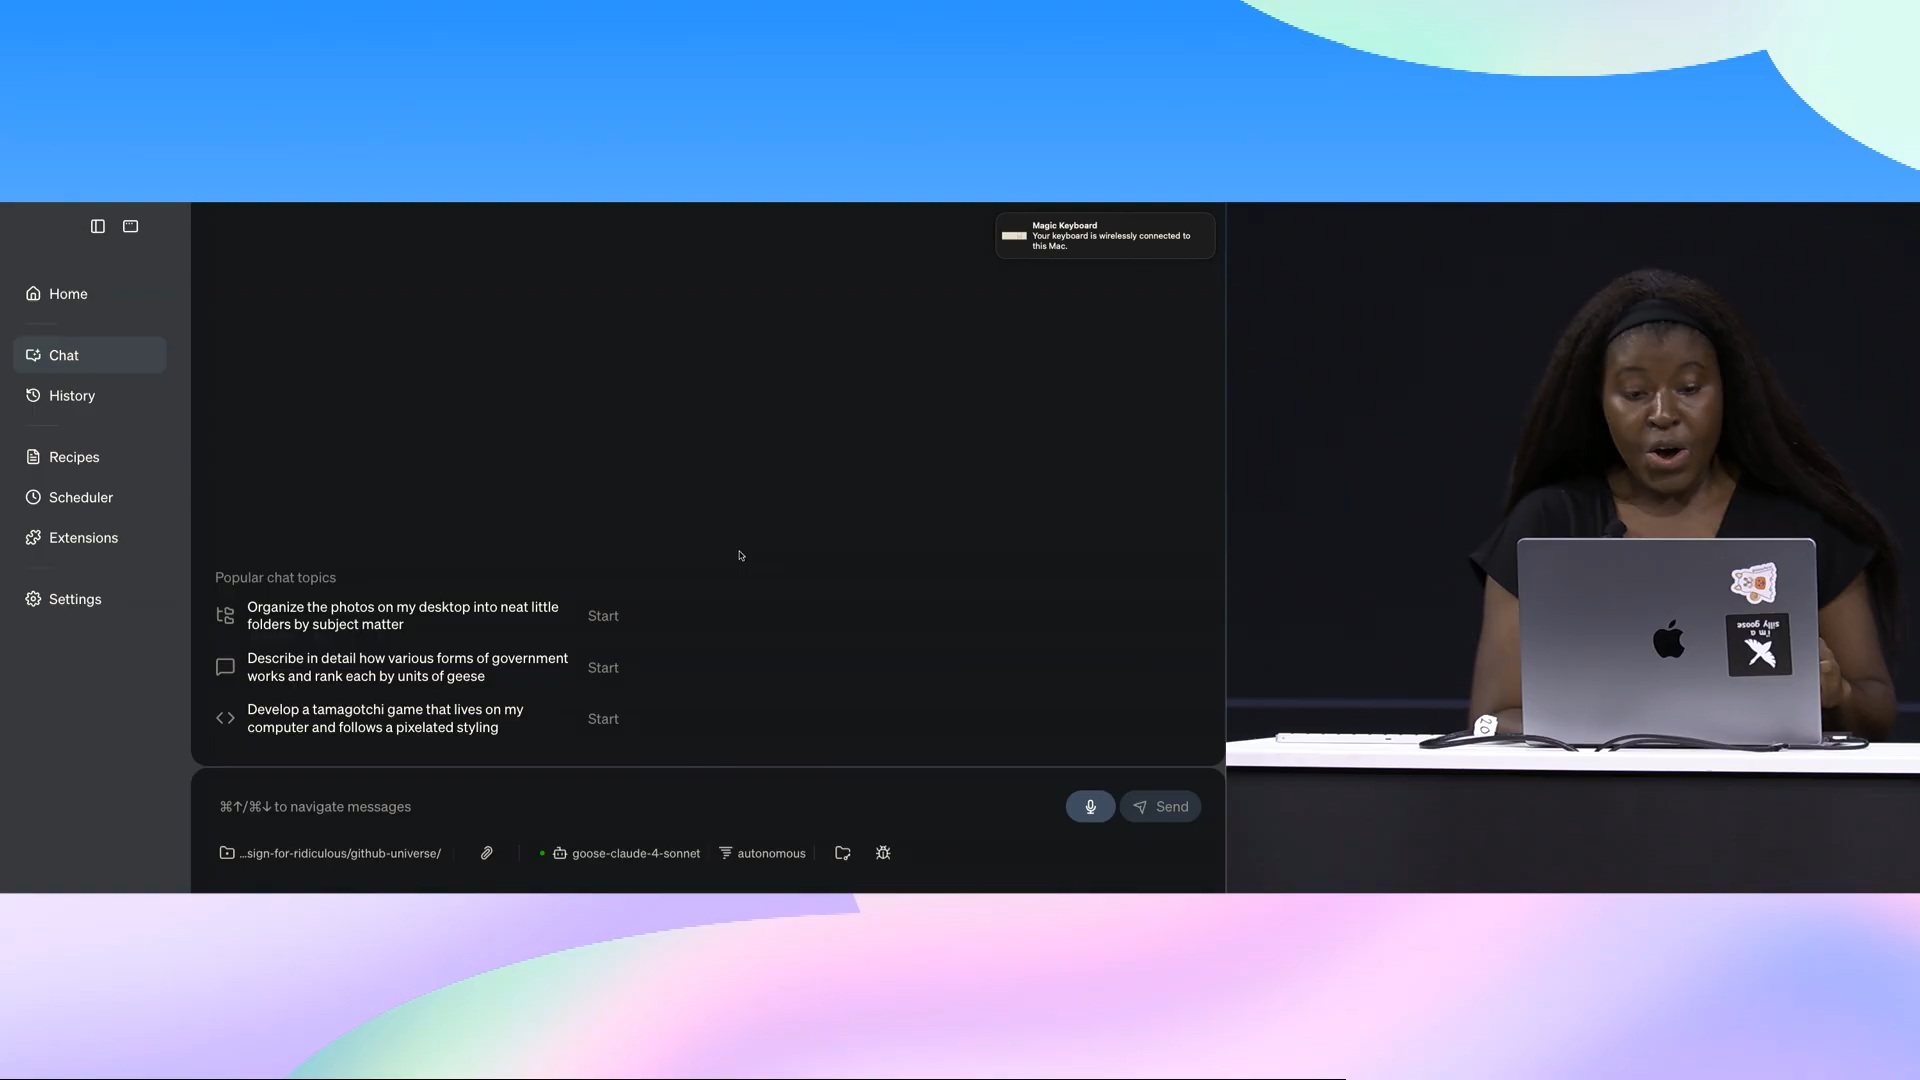 Magic Keyboard
Your keyboard is wirelessly connected to
this Mac.
Home
Chat
History
Recipes
Scheduler
Extensions
Settings
Popular chat topics
Organize the photos on my desktop into neat little
folders by subject matter
Start
Describe in detail how various forms of government
works and rank each by units of geese
Start
Develop a tamagotchi game that lives on my
computer and follows a pixelated styling
Start
⌘↑/⌘↓ to navigate messages
Send
...sign-for-ridiculous/github-universe/
goose-claude-4-sonnet
autonomous
i'm a
silly goose
20